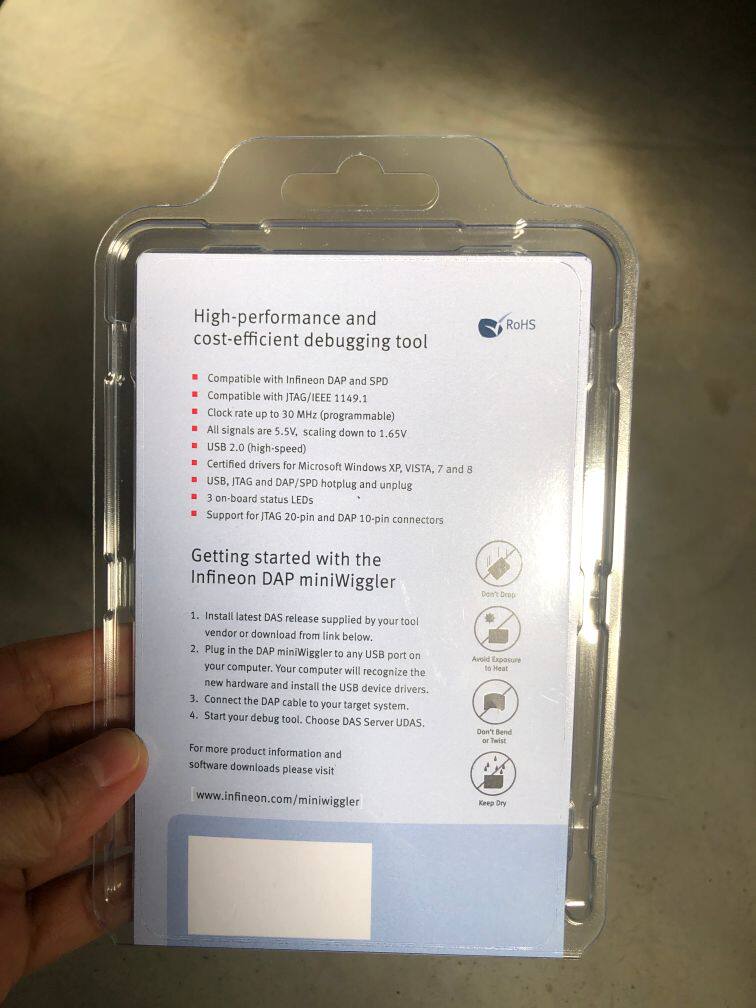 High-performance and
cost-efficient debugging tool
RoHS
Compatible with Infineon DAP and SPD
Compatible with JTAG/IEEE 1149.1
Clock rate up to 30 MHz (programmable)
All signals are 5.5V, scaling down to 1.65V
USB 2.0 (high-speed)
Certified drivers for Microsoft Windows XP, VISTA, 7 and 8
USB, JTAG and DAP/SPD hotplug and unplug
3 on-board status LEDs
Support for JTAG 20-pin and DAP 10-pin connectors
Getting started with the
Infineon DAP miniWiggler
1. Install latest DAS release supplied by your tool
vendor or download from link below.
2. Plug in the DAP miniWiggler to any USB port on
your computer. Your computer will recognize the
new hardware and install the USB device drivers.
3. Connect the DAP cable to your target system.
4. Start your debug tool. Choose DAS Server UDAS.
For more product information and
software downloads please visit
[www.infineon.com/miniwiggler]
Don't Drop
Avoid Exposure
to Heat
Don't Bend
or Twist
Keep Dry